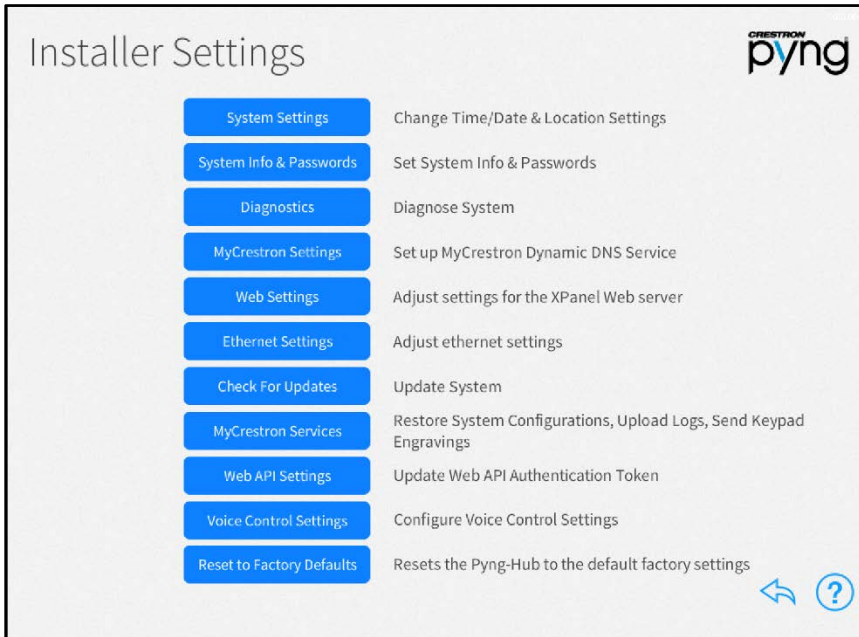 Installer Settings
CRESTRON
pyng
System Settings
Change Time/Date & Location Settings
System Info & Passwords
Set System Info & Passwords
Diagnostics
Diagnose System
MyCrestron Settings
Set up MyCrestron Dynamic DNS Service
Web Settings
Adjust settings for the XPanel Web server
Ethernet Settings
Adjust ethernet settings
Check For Updates
Update System
MyCrestron Services
Restore System Configurations, Upload Logs, Send Keypad
Engravings
Web API Settings
Update Web API Authentication Token
Voice Control Settings
Configure Voice Control Settings
Reset to Factory Defaults
Resets the Pyng-Hub to the default factory settings
?